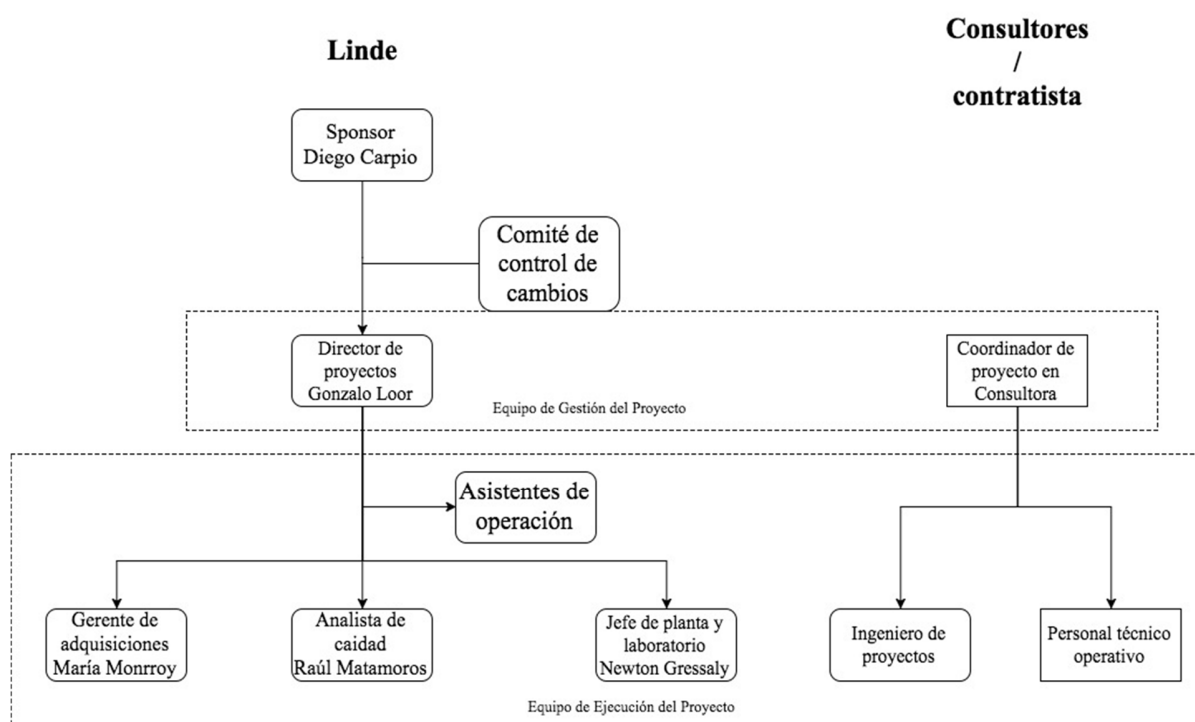 Linde
Consultores
/
contratista
Sponsor
Diego Carpio
Comité de
control de
cambios
Director de
proyectos
Gonzalo Loor
Coordinador de
proyecto en
Consultora
Equipo de Gestión del Proyecto
Asistentes de
operación
Gerente de
adquisiciones
María Monrroy
Analista de
caidad
Raúl Matamoros
Jefe de planta y
laboratorio
Newton Gressaly
Ingeniero de
proyectos
Personal técnico
operativo
Equipo de Ejecución del Proyecto